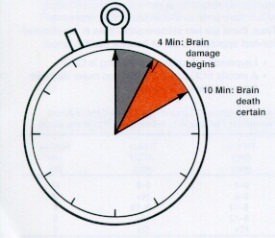 4 Min: Brain
damage
begins
10 Min: Brain
death
certain